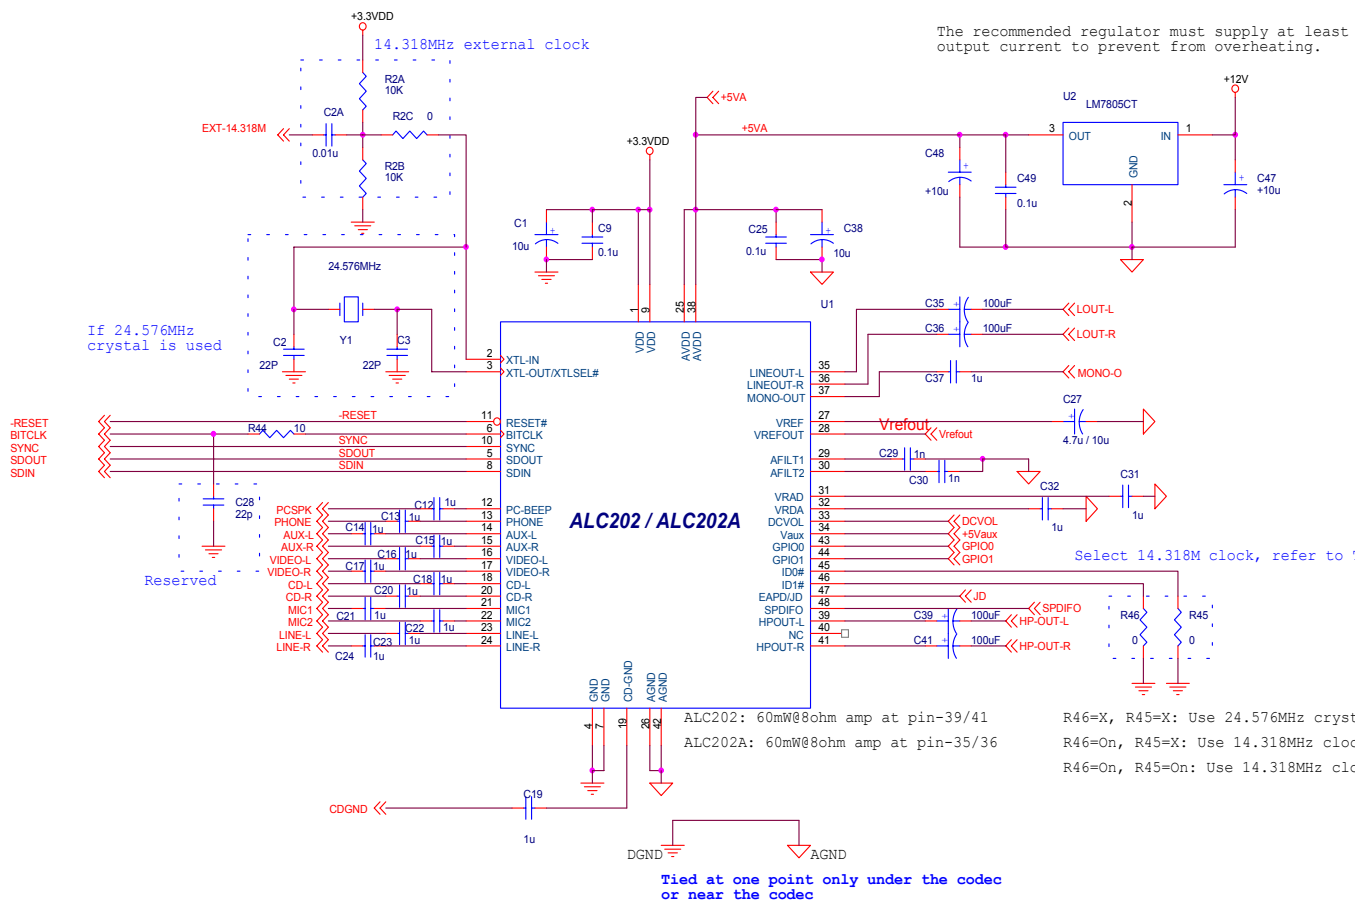 +3.3VDD
14.318MHz external clock
The recommended regulator must supply at least
output current to prevent from overheating.
R2A
10K
C2A
R2C 0
EXT-14.318M
0.01u
R2B
10K
+5VA
+5VA
+12V
U2
LM7805CT
3
OUT
IN
1
GND
2
C48
+10u
C49
0.1u
C47
+10u
+3.3VDD
C1
10u
C9
0.1u
C25
0.1u
C38
10u
24.576MHz
If 24.576MHz
crystal is used
C2
22P
Y1
C3
22P
U1
1
9
25
38
VDD
VDD
AVDD
AVDD
2
XTL-IN
3
XTL-OUT/XTLSEL#
C35
100uF
LOUT-L
C36
100uF
LOUT-R
C37
1u
MONO-O
LINEOUT-L
35
LINEOUT-R
36
MONO-OUT
37
-RESET
-RESET
11
RESET#
BITCLK
R44
10
6
BITCLK
SYNC
SYNC
10
SYNC
SDOUT
SDOUT
5
SDOUT
SDIN
SDIN
8
SDIN
VREF
27
C27
4.7u / 10u
VREFOUT
28
Vrefout
Vrefout
AFILT1
29
C29
1n
AFILT2
30
C30
1n
VRAD
31
C31
1u
VRDA
32
C32
1u
C28
22p
Reserved
PCSPK
C12
1u
12
PC-BEEP
PHONE
C13
1u
13
PHONE
AUX-L
C14
1u
14
AUX-L
AUX-R
C15
1u
15
AUX-R
VIDEO-L
C16
1u
16
VIDEO-L
VIDEO-R
C17
1u
17
VIDEO-R
CD-L
C18
1u
18
CD-L
CD-R
C20
1u
20
CD-R
MIC1
C21
1u
21
MIC1
MIC2
C22
1u
22
MIC2
LINE-L
C23
1u
23
LINE-L
LINE-R
C24
1u
24
LINE-R
ALC202 / ALC202A
DCVOL
33
DCVOL
Vaux
34
+5Vaux
GPIO0
43
GPIO0
GPIO1
44
GPIO1
ID0#
45
ID1#
46
EAPD/JD
47
JD
SPDIFO
48
SPDIFO
HPOUT-L
39
C39
100uF
HP-OUT-L
NC
40
HPOUT-R
41
C41
100uF
HP-OUT-R
Select 14.318M clock, refer to
R46
0
R45
0
GND
GND
CD-GND
AGND
AGND
4
7
19
26
42
ALC202: 60mW@8ohm amp at pin-39/41
ALC202A: 60mW@8ohm amp at pin-35/36
R46=X, R45=X: Use 24.576MHz cryst
R46=On, R45=X: Use 14.318MHz cloc
R46=On, R45=On: Use 14.318MHz clo
CDGND
C19
1u
DGND
AGND
Tied at one point only under the codec
or near the codec